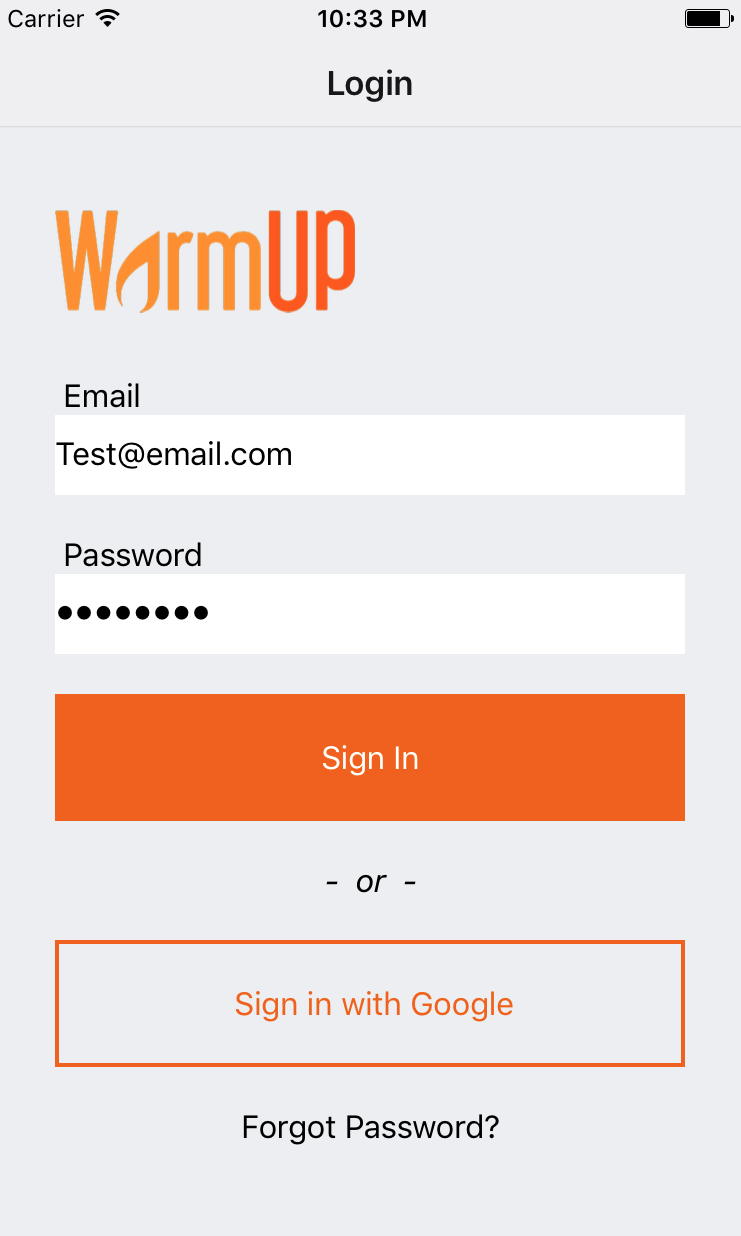 Carrier 10:33 PM
Login
WarmUp
Email
Test@email.com
Password
••••••••
Sign In
- or -
Sign in with Google
Forgot Password?